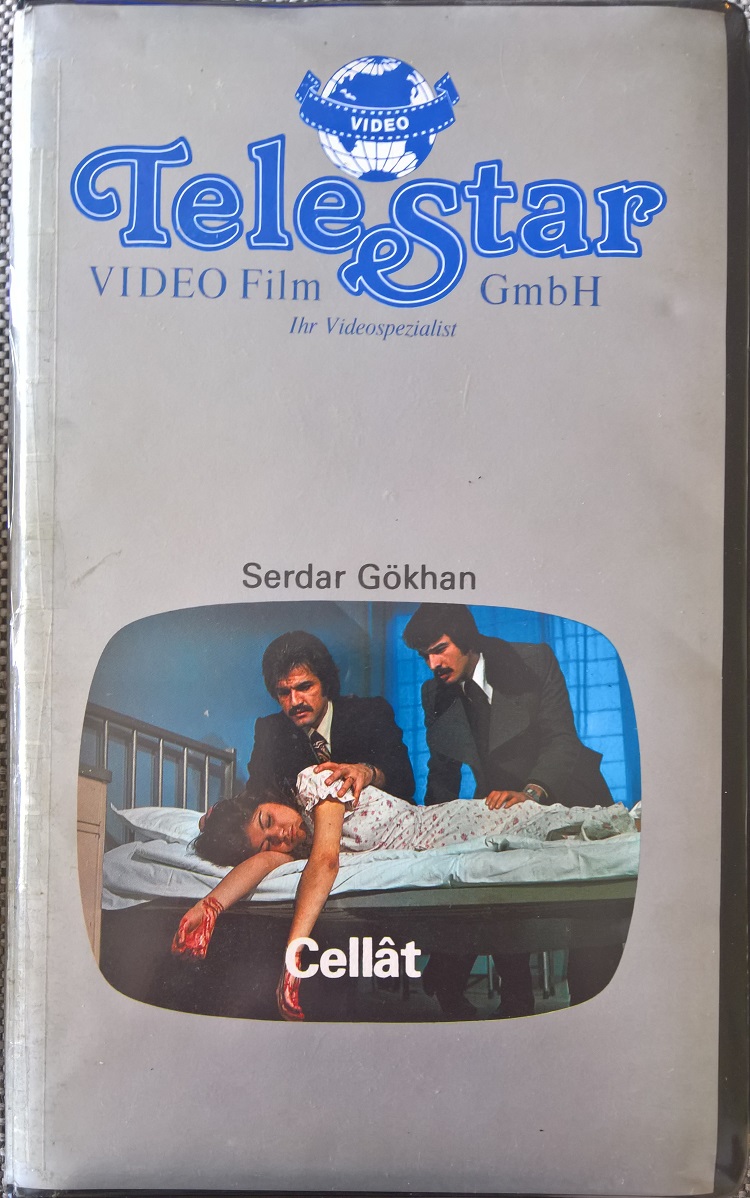 VIDEO
TeleStar
VIDEO Film GmbH
Ihr Videospezialist
Serdar Gökhan
Cellât